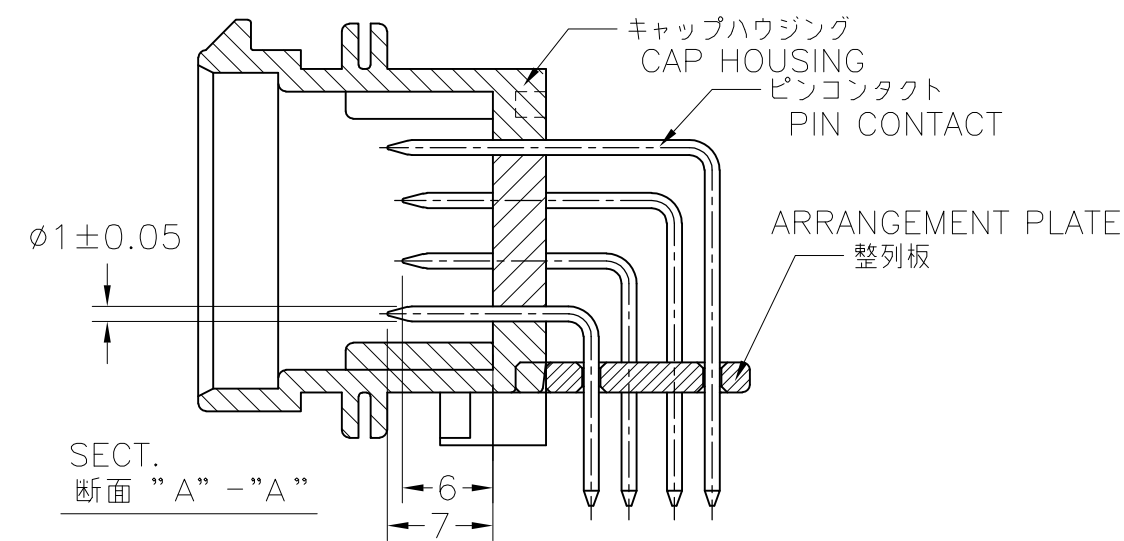 キャップハウジング
CAP HOUSING
ピンコンタクト
PIN CONTACT
ARRANGEMENT PLATE
整列板
ø1±0.05
SECT.
断面 "A" -"A"
6
7